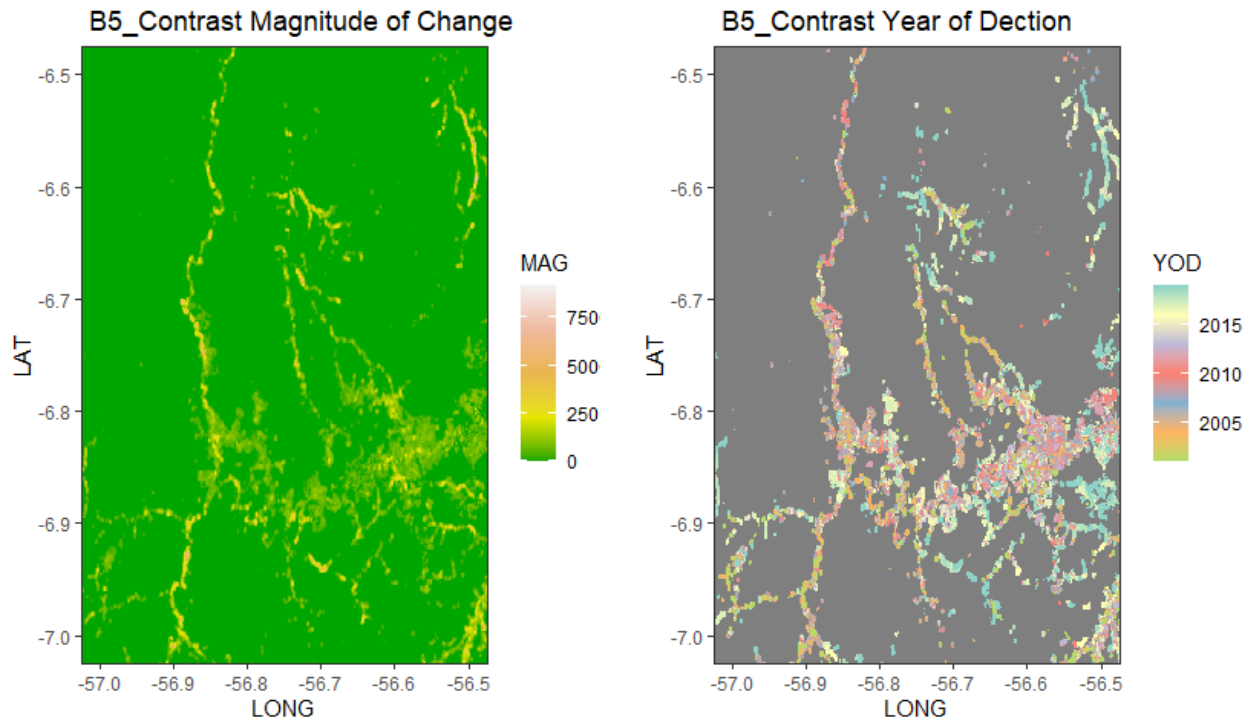 B5_Contrast Magnitude of Change
-6.5
-6.6
-6.7
-6.8
-6.9
-7.0
LAT
-57.0 -56.9 -56.8 -56.7 -56.6 -56.5
LONG
MAG
750
500
250
0
B5_Contrast Year of Dection
-6.5
-6.6
-6.7
-6.8
-6.9
-7.0
LAT
-57.0 -56.9 -56.8 -56.7 -56.6 -56.5
LONG
YOD
2015
2010
2005